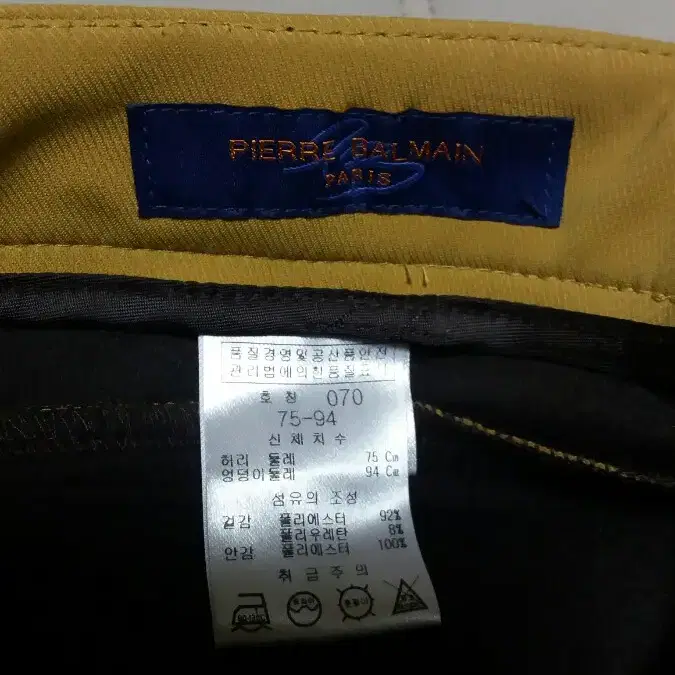 PIERRE BALMAIN
PARIS
품질경영및공산품안전
관리법에의한품질표시
호칭 070
75-94
신체치수
허리 둘레 75 Cm
엉덩이둘레 94 Cm
섬유의 조성
겉감 폴리에스터 92%
폴리우레탄 8%
안감 폴리에스터 100%
취급주의